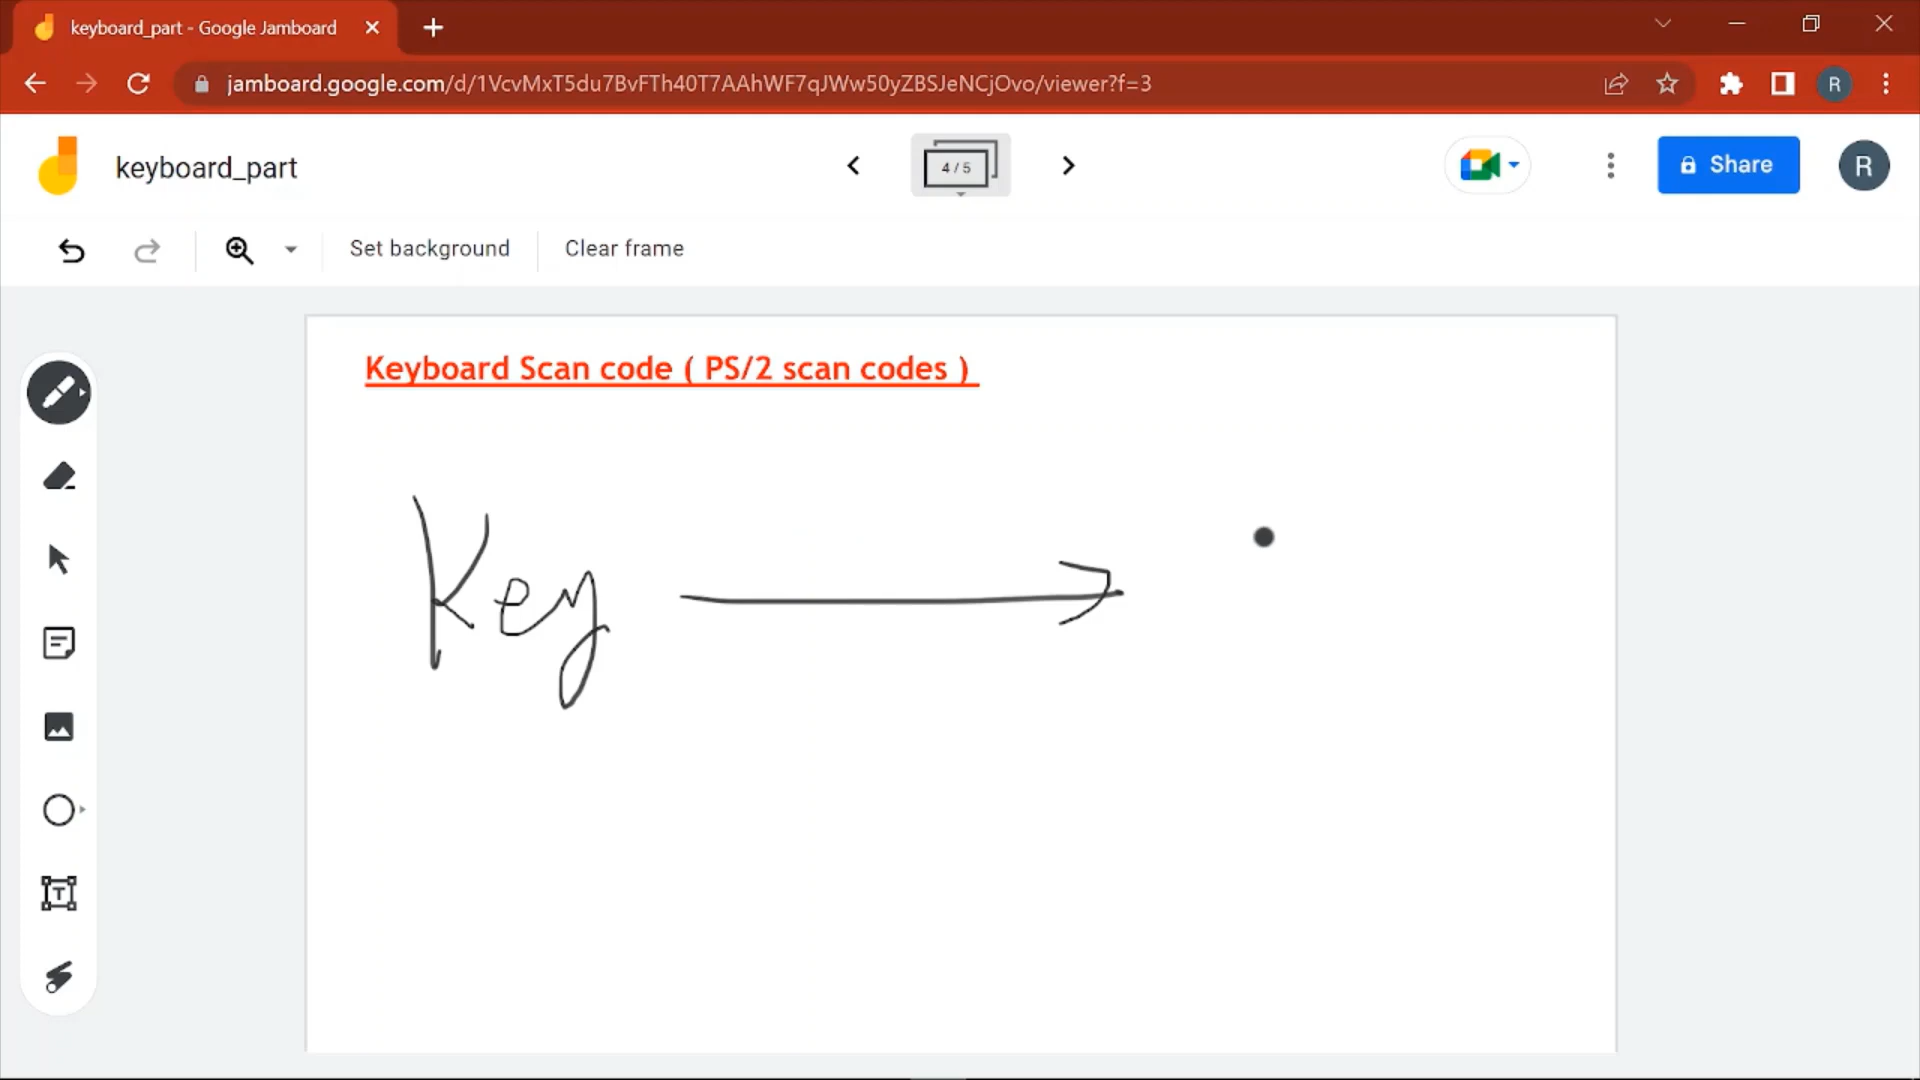 keyboard_part - Google Jamboard
jamboard.google.com/d/1VcvMxT5du7BvFTh40T7AAhWF7qJWw50yZBSJeNCjOvo/viewer?f=3
R
keyboard_part
4 / 5
Share
R
Set background
Clear frame
Keyboard Scan code ( PS/2 scan codes )
Key
T